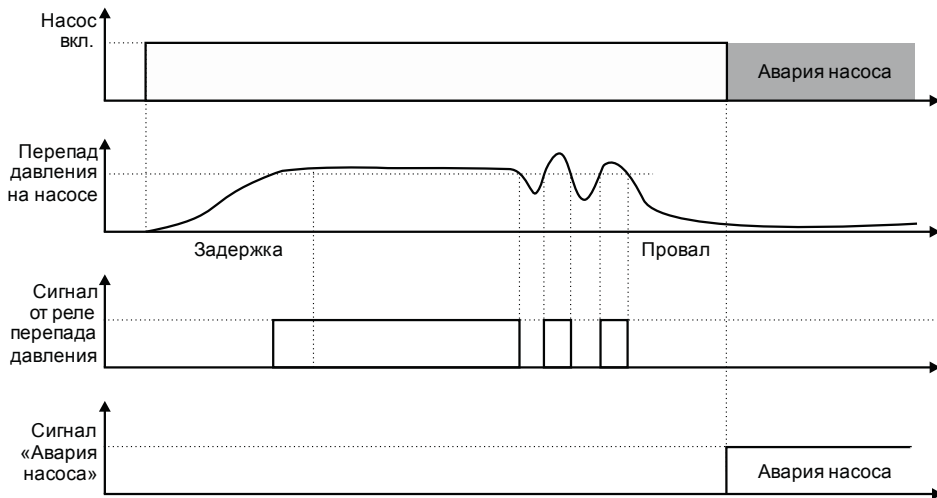 Насос
вкл.
Авария насоса
Перепад
давления
на насосе
Задержка
Провал
Сигнал
от реле
перепада
давления
Сигнал
«Авария
насоса»
Авария насоса